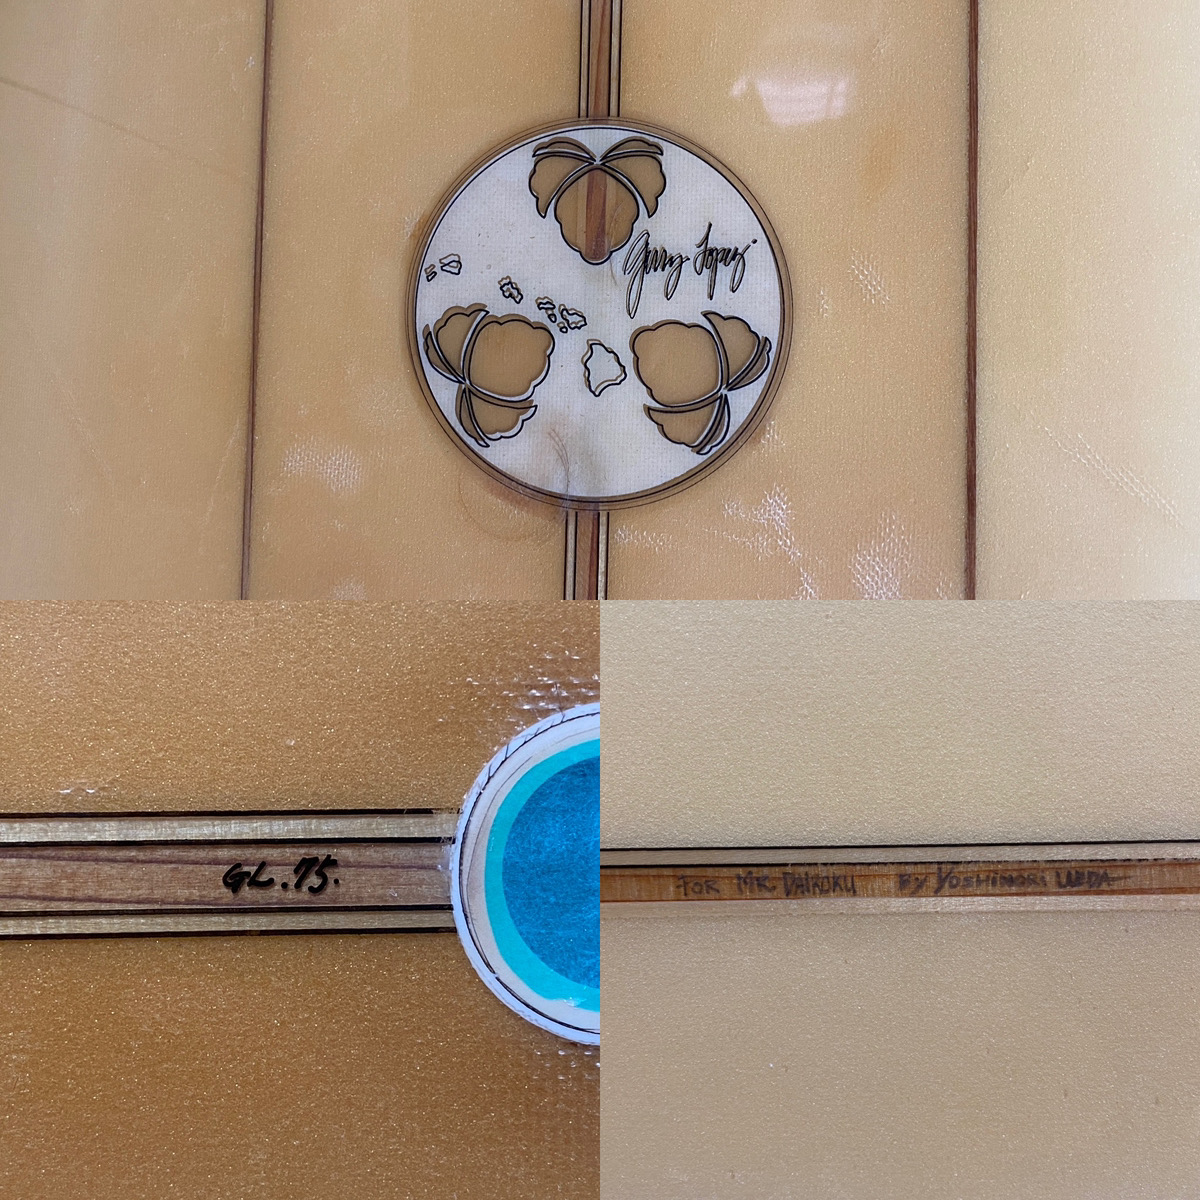 Gerry Lopez
GL.75.
FOR MR. DAIKOKU BY YOSHINORI UEDA